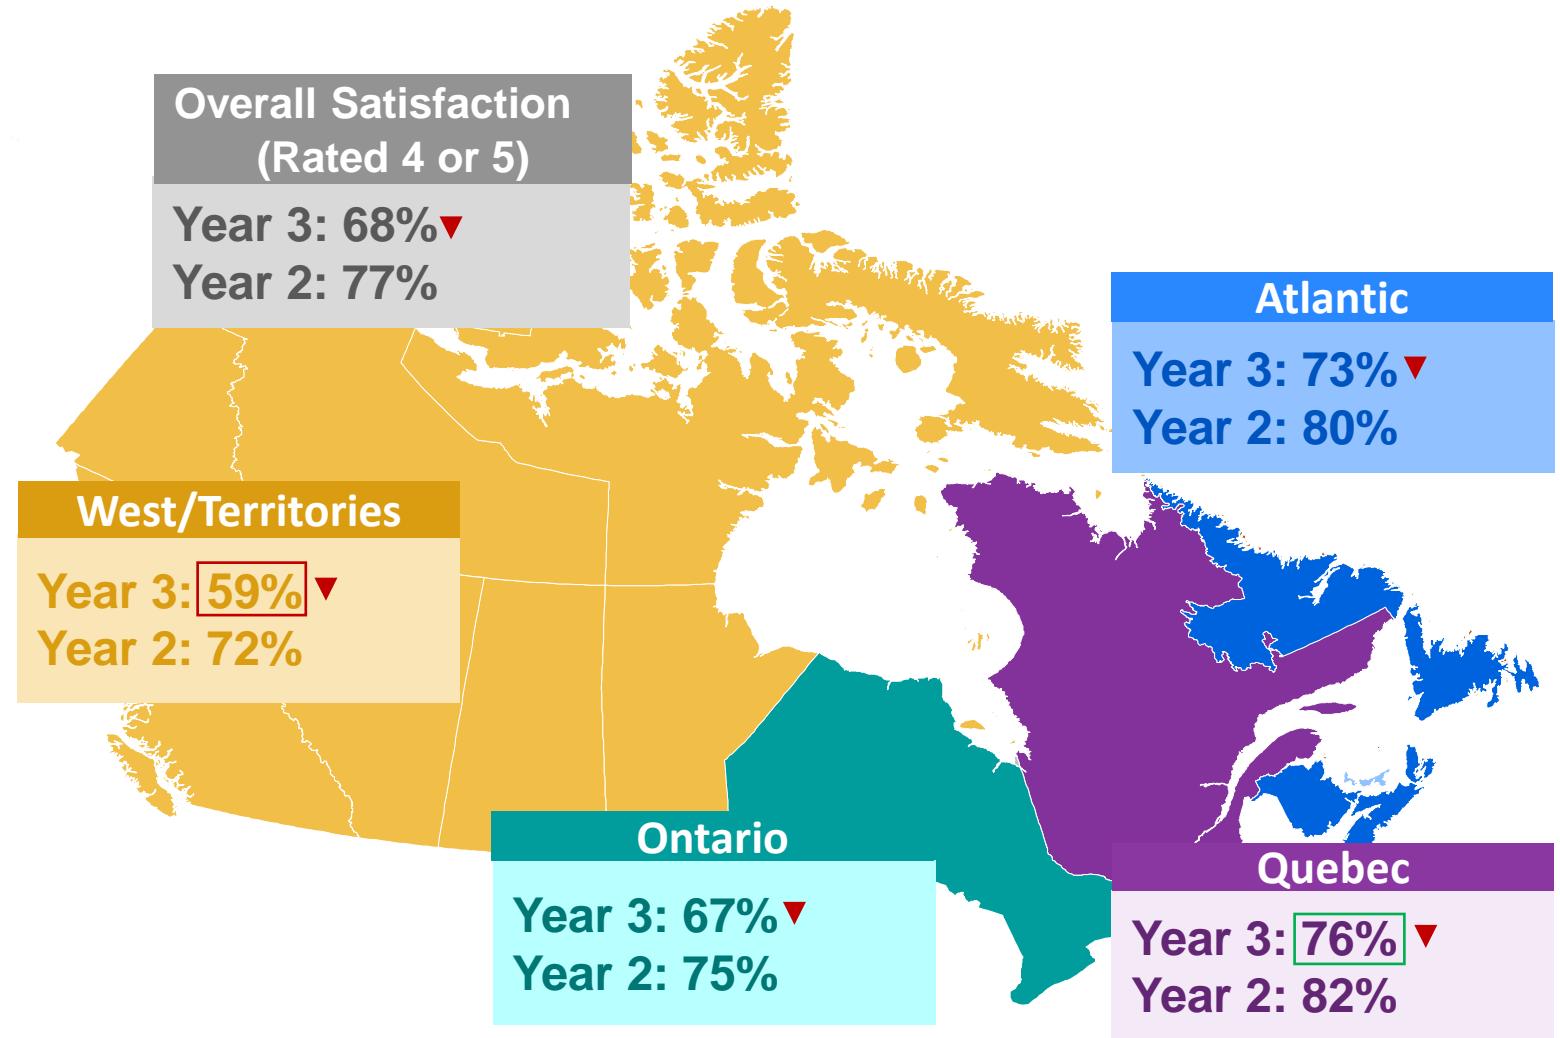 Overall Satisfaction
(Rated 4 or 5)
Year 3: 68%▼
Year 2: 77%
Atlantic
Year 3: 73%▼
Year 2: 80%
West/Territories
Year 3: 59% ▼
Year 2: 72%
Ontario
Year 3: 67%▼
Year 2: 75%
Quebec
Year 3: 76% ▼
Year 2: 82%